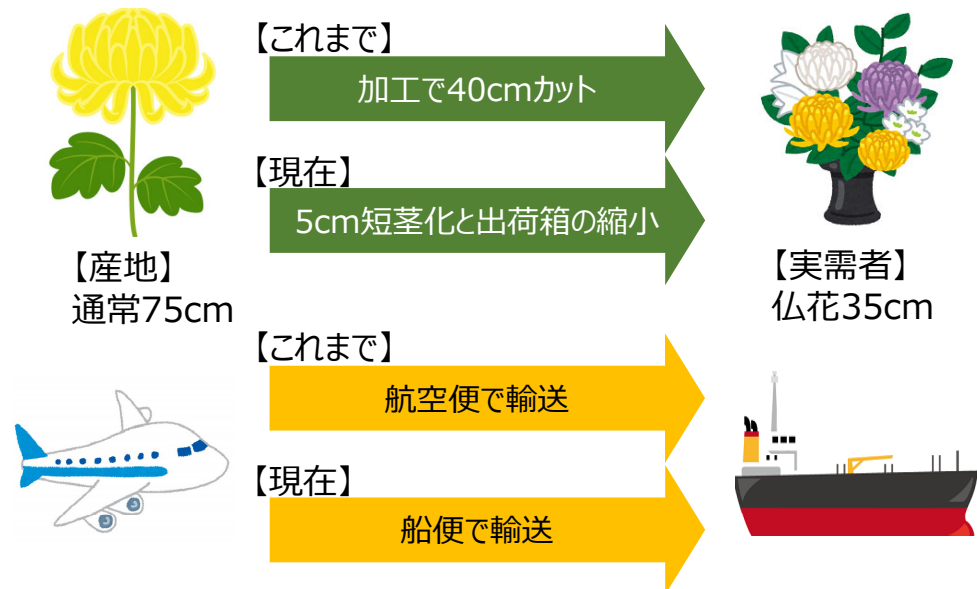 【これまで】
加工で40cmカット
【現在】
5cm短茎化と出荷箱の縮小
【産地】
通常75cm
【実需者】
仏花35cm
【これまで】
航空便で輸送
【現在】
船便で輸送